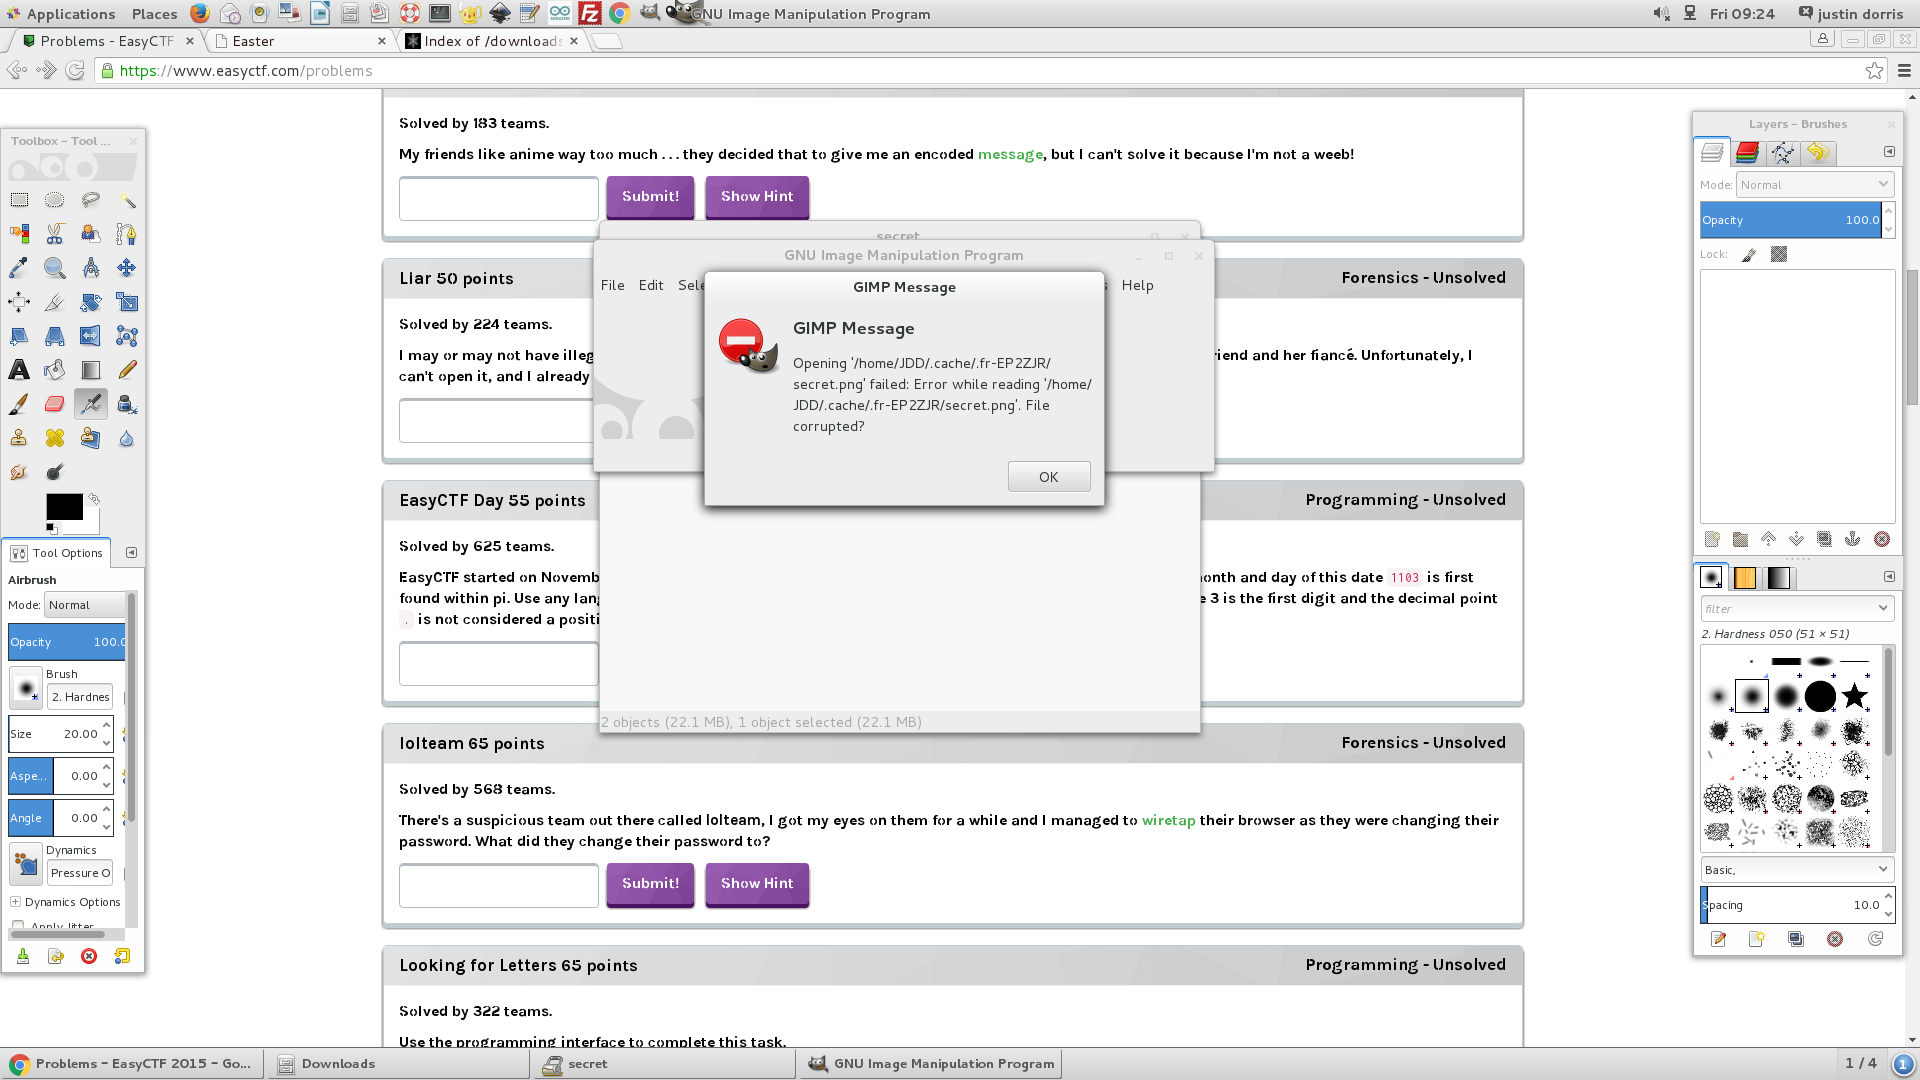 Applications Places GNU Image Manipulation Program Fri 09:24 justin dorris
Problems - EasyCTF Easter Index of /downloads
https://www.easyctf.com/problems
Solved by 183 teams.
My friends like anime way too much . . . they decided that to give me an encoded message, but I can't solve it because I'm not a weeb!
Submit! Show Hint
Liar 50 points Forensics - Unsolved
Solved by 224 teams.
I may or may not have illeg riend and her fiancé. Unfortunately, I
can't open it, and I already
EasyCTF Day 55 points Programming - Unsolved
Solved by 625 teams.
EasyCTF started on Novemb onth and day of this date 1103 is first
found within pi. Use any lan e 3 is the first digit and the decimal point
. is not considered a positi
lolteam 65 points Forensics - Unsolved
Solved by 568 teams.
There's a suspicious team out there called lolteam, I got my eyes on them for a while and I managed to wiretap their browser as they were changing their
password. What did they change their password to?
Submit! Show Hint
Looking for Letters 65 points Programming - Unsolved
Solved by 322 teams.
Use the programming interface to complete this task.
secret
GNU Image Manipulation Program
File Edit Sele s Help
GIMP Message
GIMP Message
Opening '/home/JDD/.cache/.fr-EP2ZJR/
secret.png' failed: Error while reading '/home/
JDD/.cache/.fr-EP2ZJR/secret.png'. File
corrupted?
OK
2 objects (22.1 MB), 1 object selected (22.1 MB)
Toolbox - Tool ...
Tool Options
Airbrush
Mode: Normal
Opacity 100.0
Brush
2. Hardnes
Size 20.00
Aspe... 0.00
Angle 0.00
Dynamics
Pressure O
Dynamics Options
Apply Jitter
Layers - Brushes
Mode: Normal
Opacity 100.0
Lock:
filter
2. Hardness 050 (51 × 51)
Basic,
Spacing 10.0
Problems - EasyCTF 2015 - Go... Downloads secret GNU Image Manipulation Program 1 / 4 1